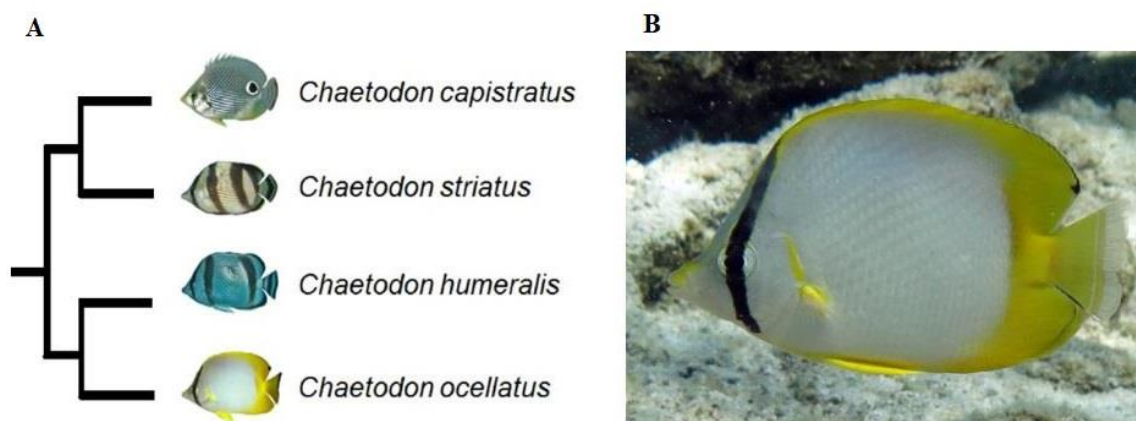 A
B
Chaetodon capistratus
Chaetodon striatus
Chaetodon humeralis
Chaetodon ocellatus